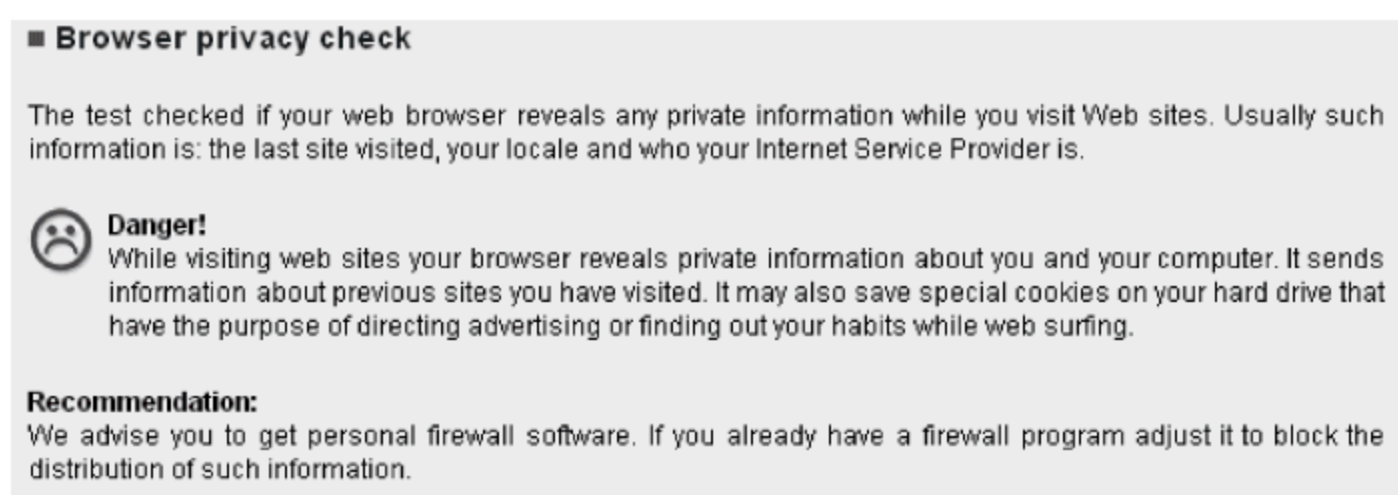 Browser privacy check
The test checked if your web browser reveals any private information while you visit Web sites. Usually such
information is: the last site visited, your locale and who your Internet Service Provider is.
Danger!
While visiting web sites your browser reveals private information about you and your computer. It sends
information about previous sites you have visited. It may also save special cookies on your hard drive that
have the purpose of directing advertising or finding out your habits while web surfing.
Recommendation:
We advise you to get personal firewall software. If you already have a firewall program adjust it to block the
distribution of such information.